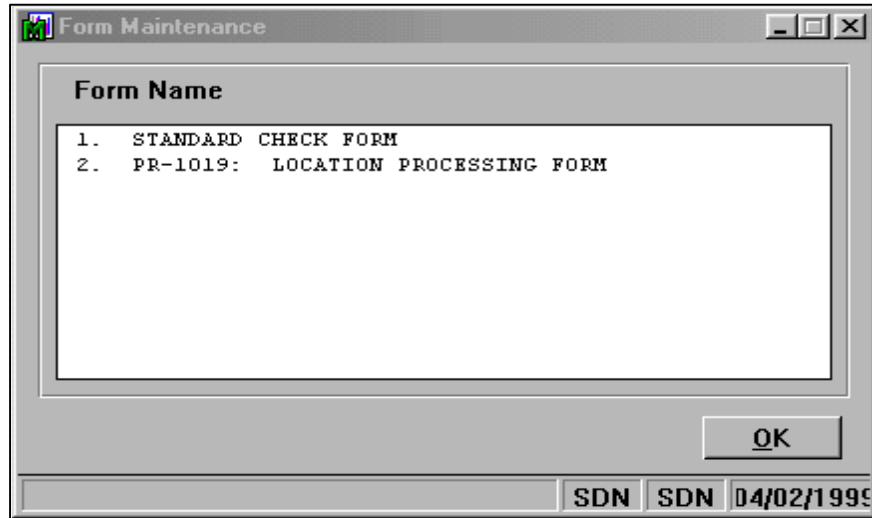 Form Maintenance
Form Name
1. STANDARD CHECK FORM
2. PR-1019: LOCATION PROCESSING FORM
OK
SDN SDN 04/02/1999